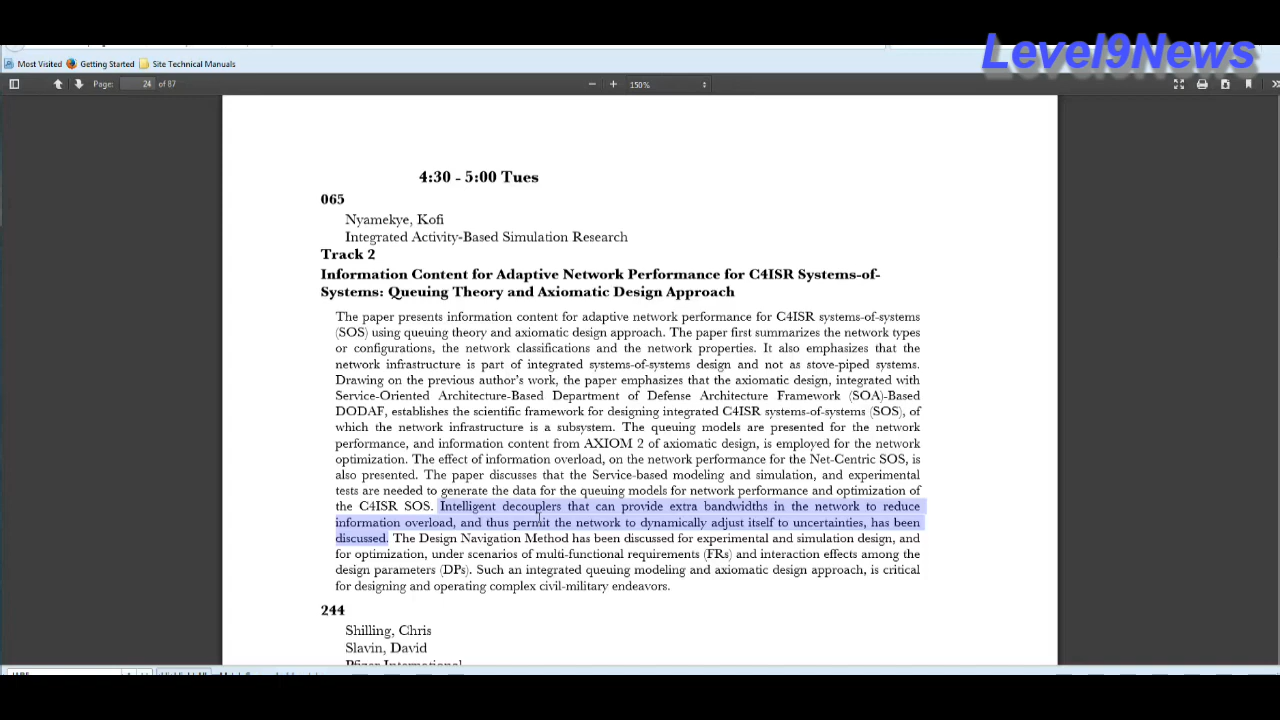 Level9News
Most Visited Getting Started Site Technical Manuals
Page: 24 of 87 150%
4:30 - 5:00 Tues
065
Nyamekye, Kofi
Integrated Activity-Based Simulation Research
Track 2
Information Content for Adaptive Network Performance for C4ISR Systems-of-
Systems: Queuing Theory and Axiomatic Design Approach
The paper presents information content for adaptive network performance for C4ISR systems-of-systems
(SOS) using queuing theory and axiomatic design approach. The paper first summarizes the network types
or configurations, the network classifications and the network properties. It also emphasizes that the
network infrastructure is part of integrated systems-of-systems design and not as stove-piped systems.
Drawing on the previous author's work, the paper emphasizes that the axiomatic design, integrated with
Service-Oriented Architecture-Based Department of Defense Architecture Framework (SOA)-Based
DODAF, establishes the scientific framework for designing integrated C4ISR systems-of-systems (SOS), of
which the network infrastructure is a subsystem. The queuing models are presented for the network
performance, and information content from AXIOM 2 of axiomatic design, is employed for the network
optimization. The effect of information overload, on the network performance for the Net-Centric SOS, is
also presented. The paper discusses that the Service-based modeling and simulation, and experimental
tests are needed to generate the data for the queuing models for network performance and optimization of
the C4ISR SOS. Intelligent decouplers that can provide extra bandwidths in the network to reduce
information overload, and thus permit the network to dynamically adjust itself to uncertainties, has been
discussed. The Design Navigation Method has been discussed for experimental and simulation design, and
for optimization, under scenarios of multi-functional requirements (FRs) and interaction effects among the
design parameters (DPs). Such an integrated queuing modeling and axiomatic design approach, is critical
for designing and operating complex civil-military endeavors.
244
Shilling, Chris
Slavin, David
Pfizer International